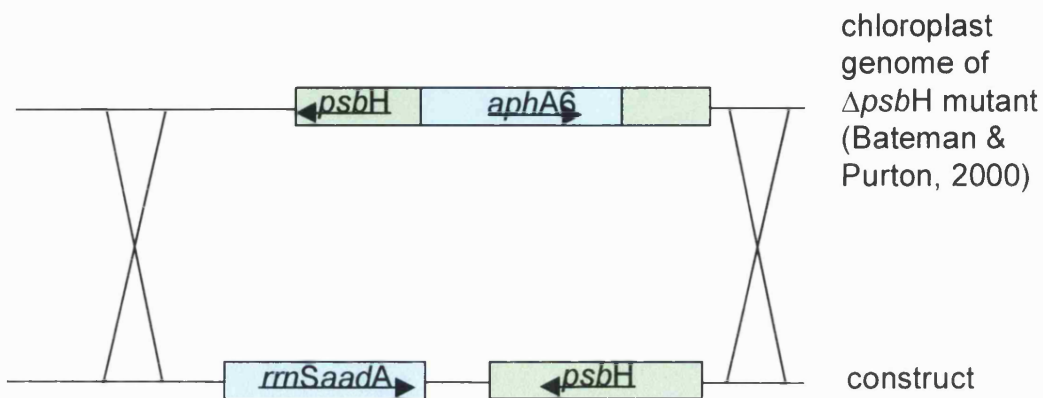 chloroplast
genome of
ΔpsbH mutant
(Bateman &
Purton, 2000)
psbH
aphA6
rrnSaadA
psbH
construct